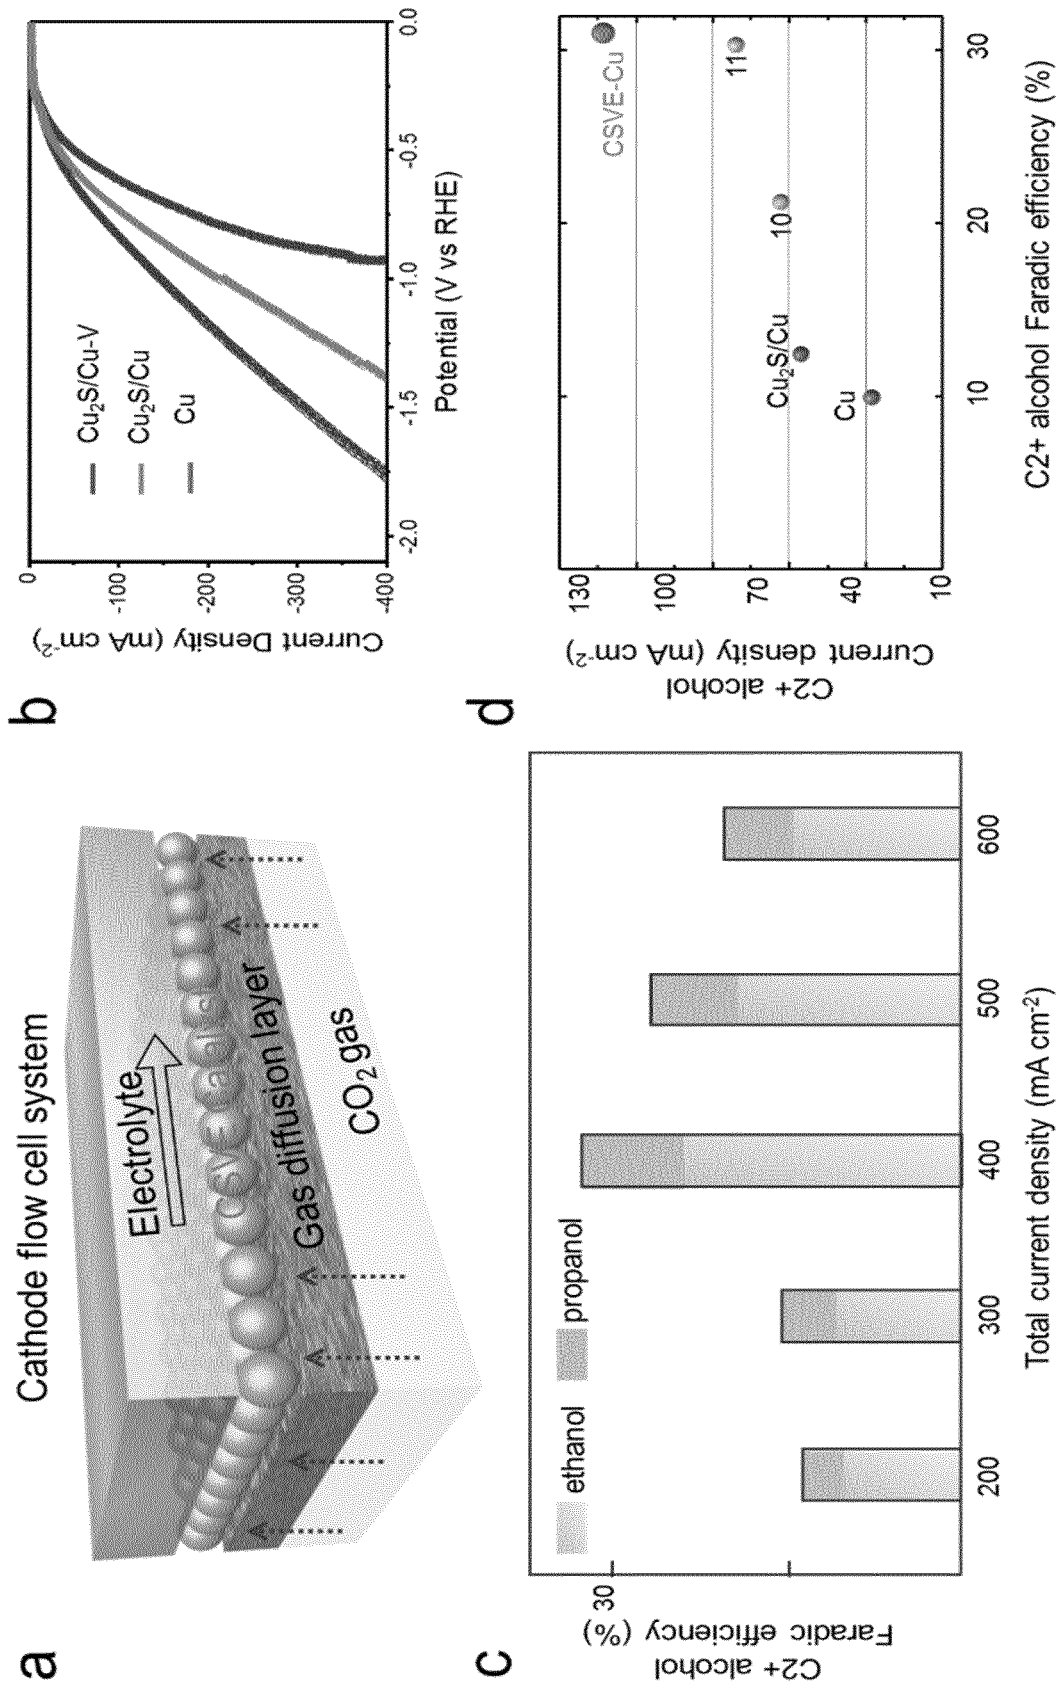 a
Cathode flow cell system
Electrolyte
CSVE catalst
Gas diffusion layer
CO₂ gas
b
Cu₂S/Cu-V
Cu₂S/Cu
Cu
0
-100
-200
-300
-400
Current Density (mA cm⁻²)
-2.0
-1.5
-1.0
-0.5
0.0
Potential (V vs RHE)
c
ethanol
propanol
30
C2+ alcohol
Faradic efficiency (%)
200
300
400
500
600
Total current density (mA cm⁻²)
d
CSVE-Cu
11
10
Cu₂S/Cu
Cu
130
100
70
40
10
C2+ alcohol
Current density (mA cm⁻²)
10
20
30
C2+ alcohol Faradic efficiency (%)